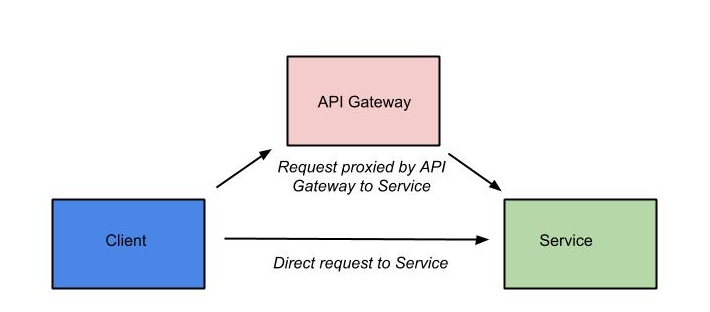 API Gateway
Request proxied by API
Gateway to Service
Client
Service
Direct request to Service